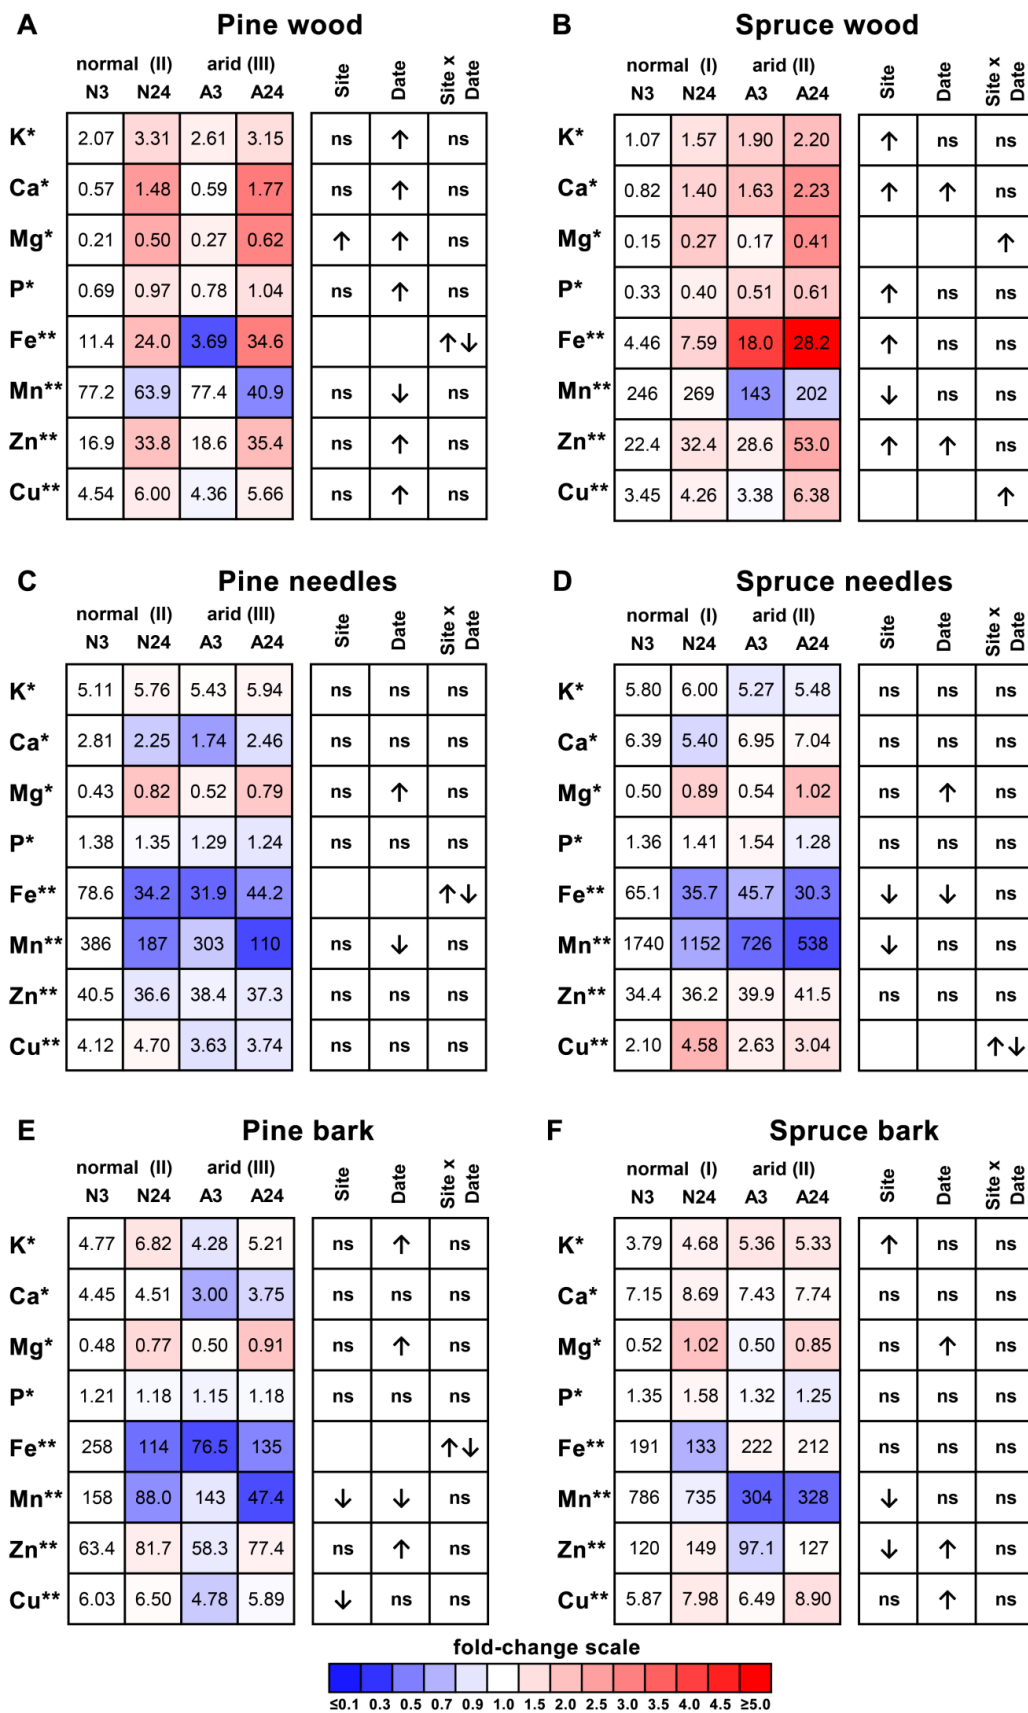 A Pine wood
normal (II) arid (III)
N3 N24 A3 A24 Site Date Site x Date
K* 2.07 3.31 2.61 3.15 ns ↑ ns
Ca* 0.57 1.48 0.59 1.77 ns ↑ ns
Mg* 0.21 0.50 0.27 0.62 ↑ ↑ ns
P* 0.69 0.97 0.78 1.04 ns ↑ ns
Fe** 11.4 24.0 3.69 34.6 ↑↓
Mn** 77.2 63.9 77.4 40.9 ns ↓ ns
Zn** 16.9 33.8 18.6 35.4 ns ↑ ns
Cu** 4.54 6.00 4.36 5.66 ns ↑ ns
B Spruce wood
normal (I) arid (II)
N3 N24 A3 A24 Site Date Site x Date
K* 1.07 1.57 1.90 2.20 ↑ ns ns
Ca* 0.82 1.40 1.63 2.23 ↑ ↑ ns
Mg* 0.15 0.27 0.17 0.41 ↑
P* 0.33 0.40 0.51 0.61 ↑ ns ns
Fe** 4.46 7.59 18.0 28.2 ↑ ns ns
Mn** 246 269 143 202 ↓ ns ns
Zn** 22.4 32.4 28.6 53.0 ↑ ↑ ns
Cu** 3.45 4.26 3.38 6.38 ↑
C Pine needles
normal (II) arid (III)
N3 N24 A3 A24 Site Date Site x Date
K* 5.11 5.76 5.43 5.94 ns ns ns
Ca* 2.81 2.25 1.74 2.46 ns ns ns
Mg* 0.43 0.82 0.52 0.79 ns ↑ ns
P* 1.38 1.35 1.29 1.24 ns ns ns
Fe** 78.6 34.2 31.9 44.2 ↑↓
Mn** 386 187 303 110 ns ↓ ns
Zn** 40.5 36.6 38.4 37.3 ns ns ns
Cu** 4.12 4.70 3.63 3.74 ns ns ns
D Spruce needles
normal (I) arid (II)
N3 N24 A3 A24 Site Date Site x Date
K* 5.80 6.00 5.27 5.48 ns ns ns
Ca* 6.39 5.40 6.95 7.04 ns ns ns
Mg* 0.50 0.89 0.54 1.02 ns ↑ ns
P* 1.36 1.41 1.54 1.28 ns ns ns
Fe** 65.1 35.7 45.7 30.3 ↓ ↓ ns
Mn** 1740 1152 726 538 ↓ ns ns
Zn** 34.4 36.2 39.9 41.5 ns ns ns
Cu** 2.10 4.58 2.63 3.04 ↑↓
E Pine bark
normal (II) arid (III)
N3 N24 A3 A24 Site Date Site x Date
K* 4.77 6.82 4.28 5.21 ns ↑ ns
Ca* 4.45 4.51 3.00 3.75 ns ns ns
Mg* 0.48 0.77 0.50 0.91 ns ↑ ns
P* 1.21 1.18 1.15 1.18 ns ns ns
Fe** 258 114 76.5 135 ↑↓
Mn** 158 88.0 143 47.4 ↓ ↓ ns
Zn** 63.4 81.7 58.3 77.4 ns ↑ ns
Cu** 6.03 6.50 4.78 5.89 ↓ ns ns
F Spruce bark
normal (I) arid (II)
N3 N24 A3 A24 Site Date Site x Date
K* 3.79 4.68 5.36 5.33 ↑ ns ns
Ca* 7.15 8.69 7.43 7.74 ns ns ns
Mg* 0.52 1.02 0.50 0.85 ns ↑ ns
P* 1.35 1.58 1.32 1.25 ns ns ns
Fe** 191 133 222 212 ns ns ns
Mn** 786 735 304 328 ↓ ns ns
Zn** 120 149 97.1 127 ↓ ↑ ns
Cu** 5.87 7.98 6.49 8.90 ns ↑ ns
fold-change scale
≤0.1 0.3 0.5 0.7 0.9 1.0 1.5 2.0 2.5 3.0 3.5 4.0 4.5 ≥5.0